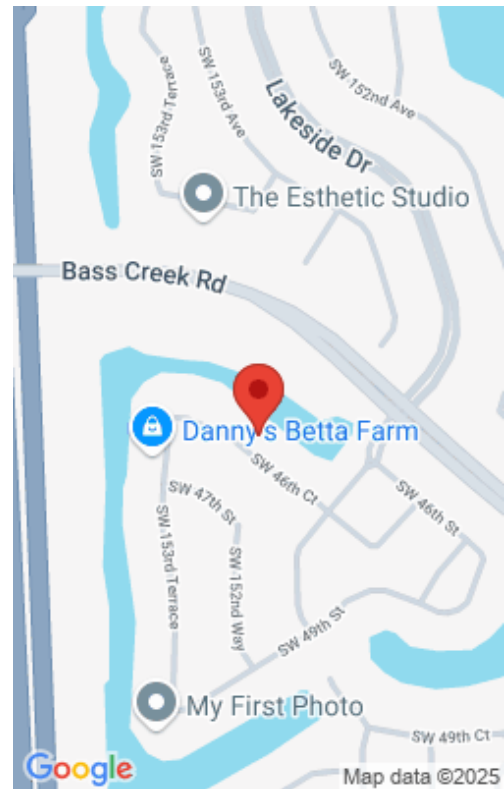 SW 153rd Terrace
SW 153rd Ave
SW 152nd Ave
Lakeside Dr
The Esthetic Studio
Bass Creek Rd
Danny's Betta Farm
SW 46th Ct
SW 46th St
SW 47th St
SW 153rd Terrace
SW 152nd Way
SW 49th St
My First Photo
SW 49th Ct
Google
Map data ©2025